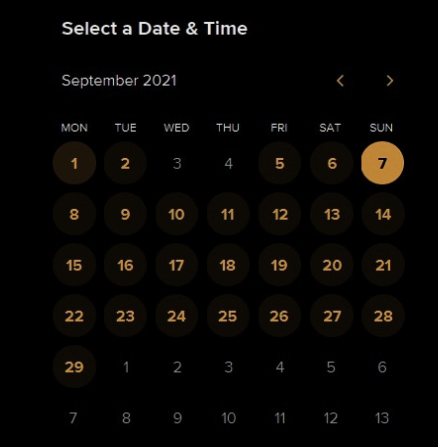 Select a Date & Time
September 2021
MON TUE WED THU FRI SAT SUN
1 2 3 4 5 6 7
8 9 10 11 12 13 14
15 16 17 18 19 20 21
22 23 24 25 26 27 28
29 1 2 3 4 5 6
7 8 9 10 11 12 13